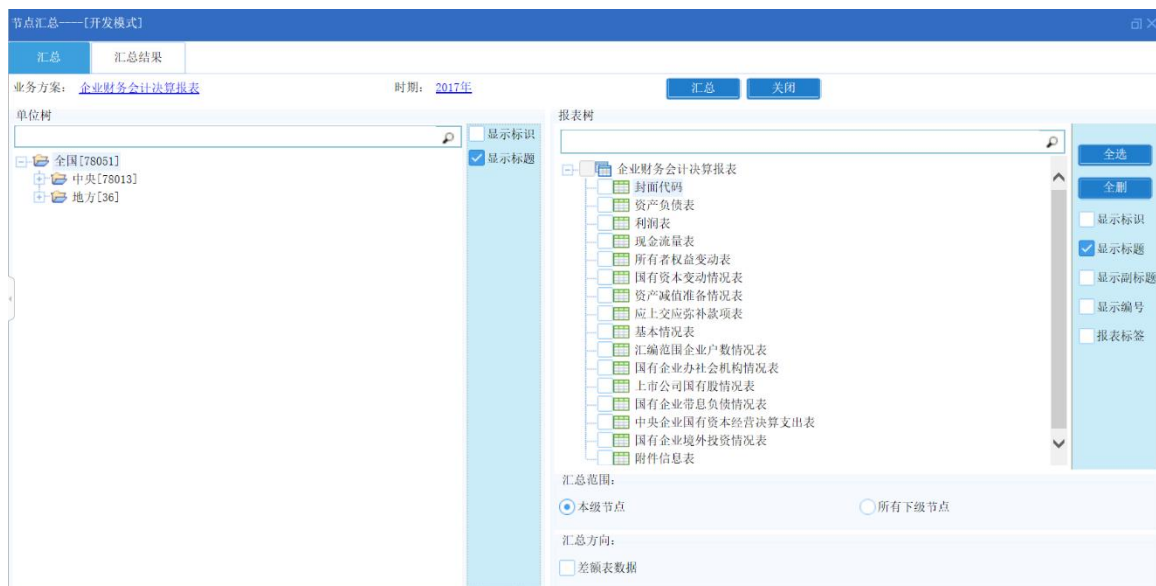 节点汇总----[开发模式]
汇总 汇总结果
业务方案: 企业财务会计决算报表 时期: 2017年 汇总 关闭
单位树
显示标识
显示标题
全国[78051]
中央[78013]
地方[36]
报表树
企业财务会计决算报表
封面代码
资产负债表
利润表
现金流量表
所有者权益变动表
国有资本变动情况表
资产减值准备情况表
应上交应弥补款项表
基本情况表
汇编范围企业户数情况表
国有企业办社会机构情况表
上市公司国有股情况表
国有企业带息负债情况表
中央企业国有资本经营决算支出表
国有企业境外投资情况表
附件信息表
全选
全删
显示标识
显示标题
显示副标题
显示编号
报表标签
汇总范围:
本级节点 所有下级节点
汇总方向:
差额表数据